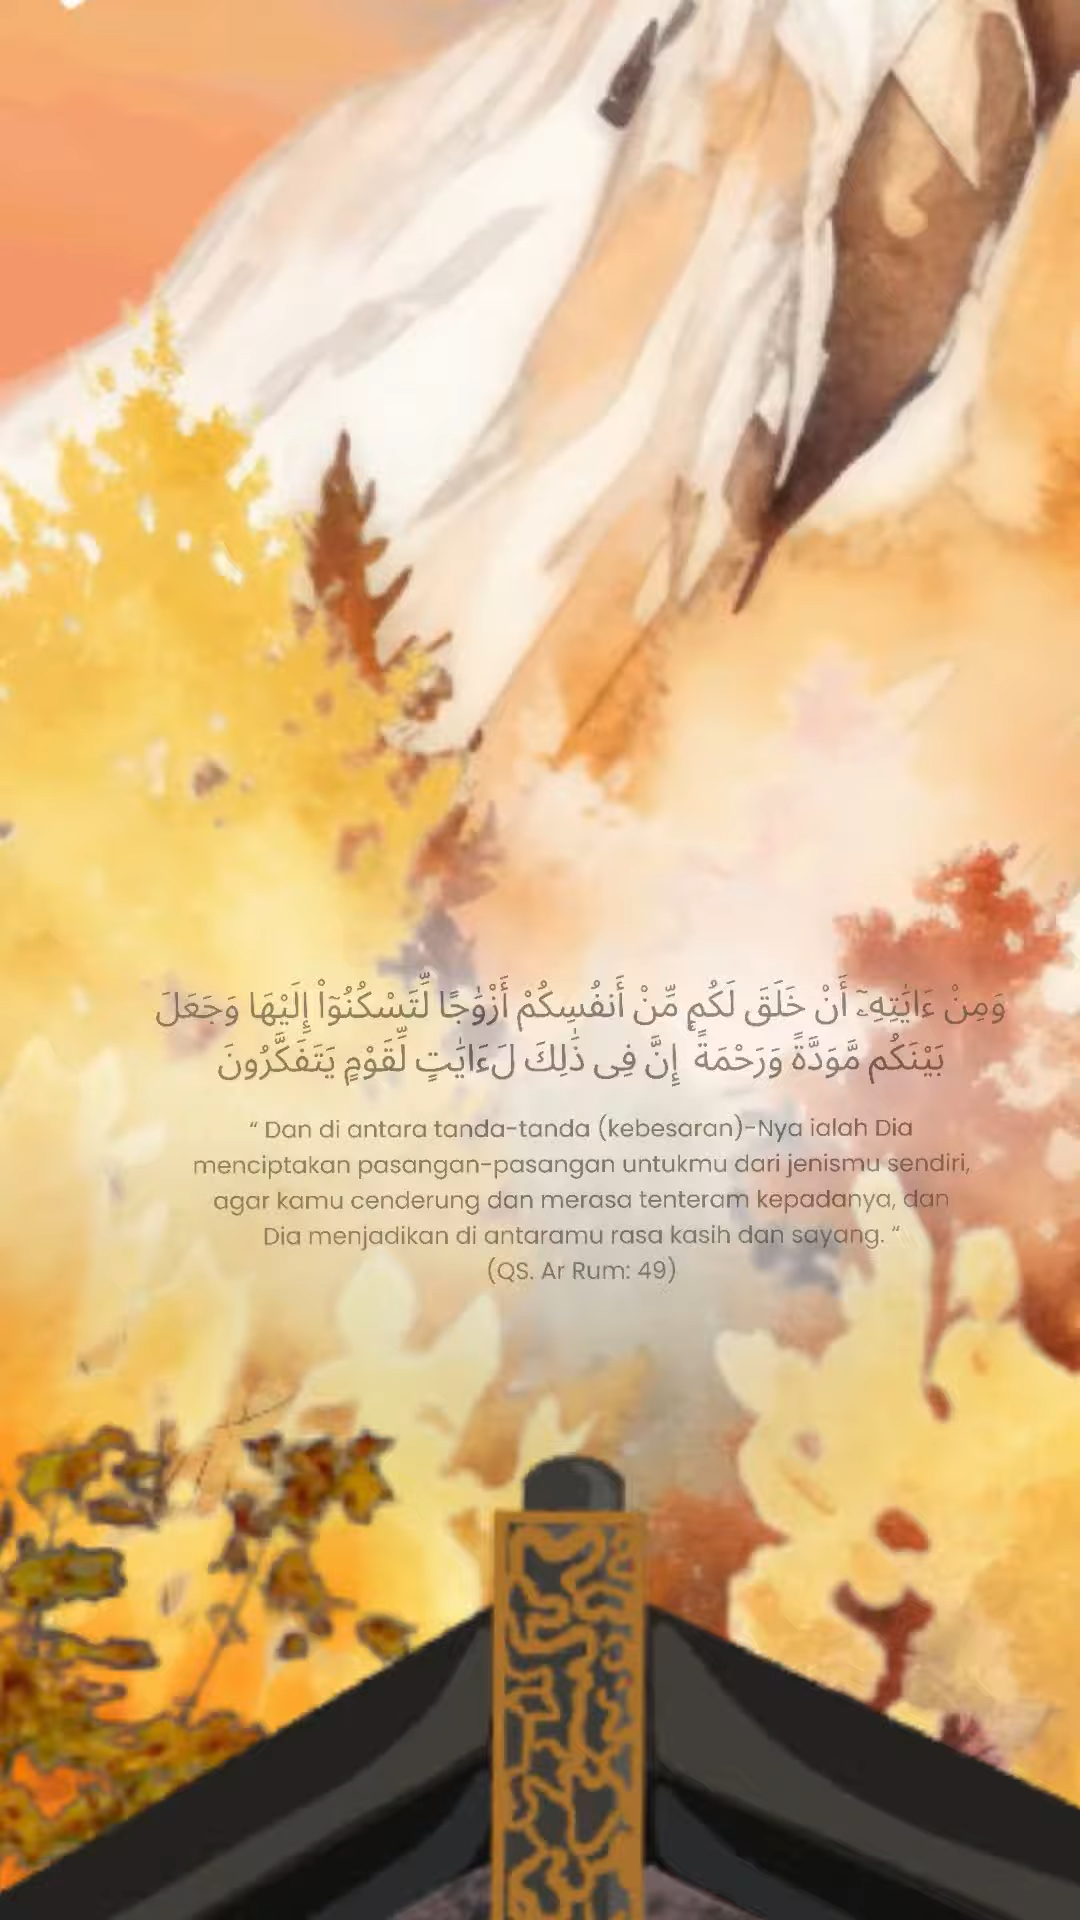 وَمِنْ ءَايَٰتِهِۦٓ أَنْ خَلَقَ لَكُم مِّنْ أَنفُسِكُمْ أَزْوَٰجًا لِّتَسْكُنُوٓا۟ إِلَيْهَا وَجَعَلَ
بَيْنَكُم مَّوَدَّةً وَرَحْمَةً ۚ إِنَّ فِى ذَٰلِكَ لَءَايَٰتٍ لِّقَوْمٍ يَتَفَكَّرُونَ
“ Dan di antara tanda-tanda (kebesaran)-Nya ialah Dia
menciptakan pasangan-pasangan untukmu dari jenismu sendiri,
agar kamu cenderung dan merasa tenteram kepadanya, dan
Dia menjadikan di antaramu rasa kasih dan sayang. “
(QS. Ar Rum: 49)